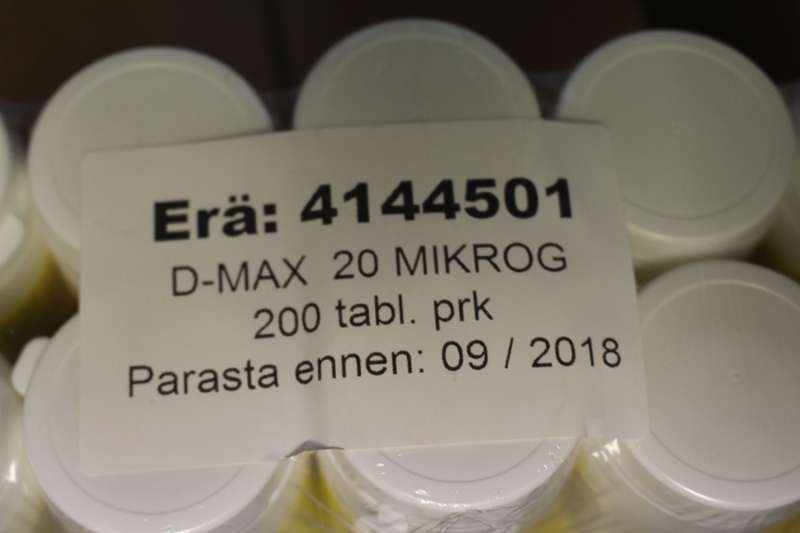 Erä: 4144501
D-MAX 20 MIKROG
200 tabl. prk
Parasta ennen: 09 / 2018